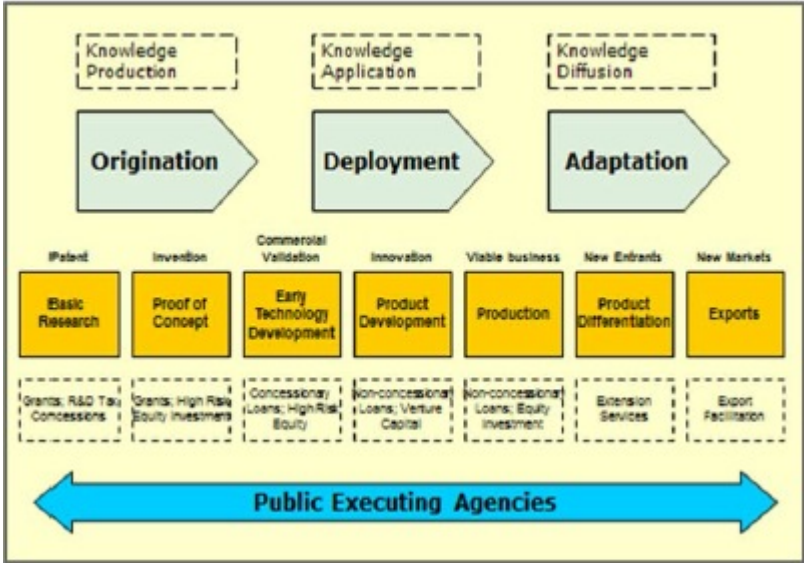 Knowledge
Production
Knowledge
Application
Knowledge
Diffusion
Origination
Deployment
Adaptation
Patent
Invention
Commercial
Validation
Innovation
Viable business
New Entrants
New Markets
Basic
Research
Proof of
Concept
Early
Technology
Development
Product
Development
Production
Product
Differentiation
Exports
Grants; R&D Tax
Concessions
Grants; High Risk
Equity Investment
Concessionary
Loans; High Risk
Equity
Non-concessionary
Loans; Venture
Capital
Non-concessionary
Loans; Equity
Investment
Extension
Services
Export
Facilitation
Public Executing Agencies